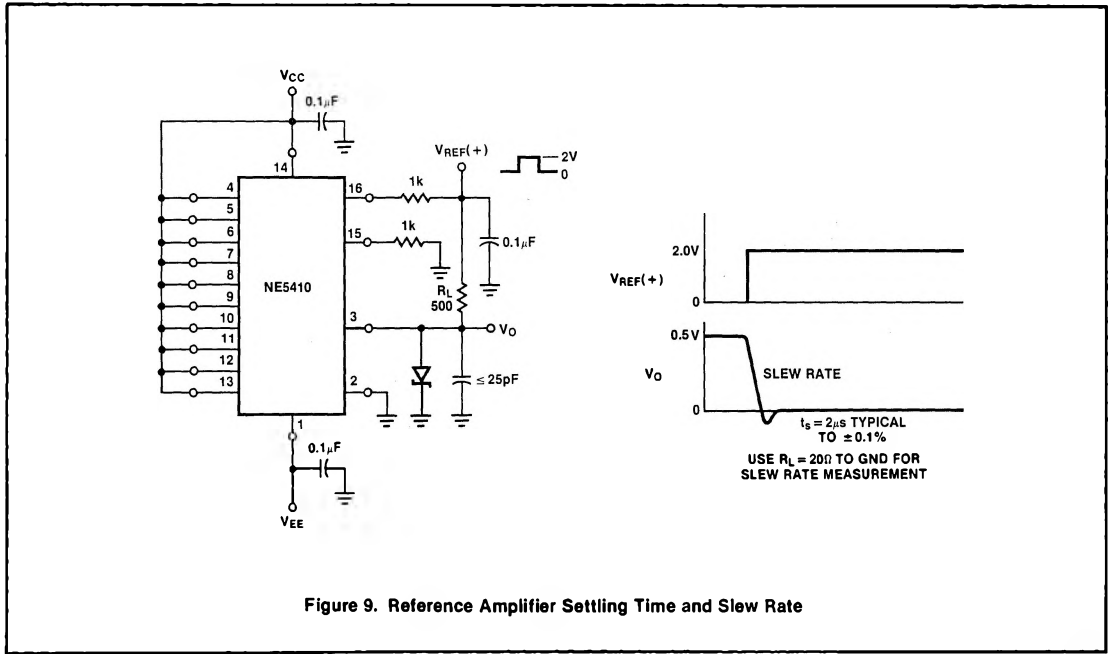 VCC
0.1µF
14
4
5
6
7
8
9
10
11
12
13
NE5410
16
15
3
2
1
1k
1k
VREF(+)
2V
0
0.1µF
RL
500
VO
≤ 25pF
0.1µF
VEE
2.0V
VREF(+)
0
0.5V
VO
SLEW RATE
0
ts = 2µs TYPICAL
TO ±0.1%
USE RL = 20Ω TO GND FOR
SLEW RATE MEASUREMENT
Figure 9. Reference Amplifier Settling Time and Slew Rate